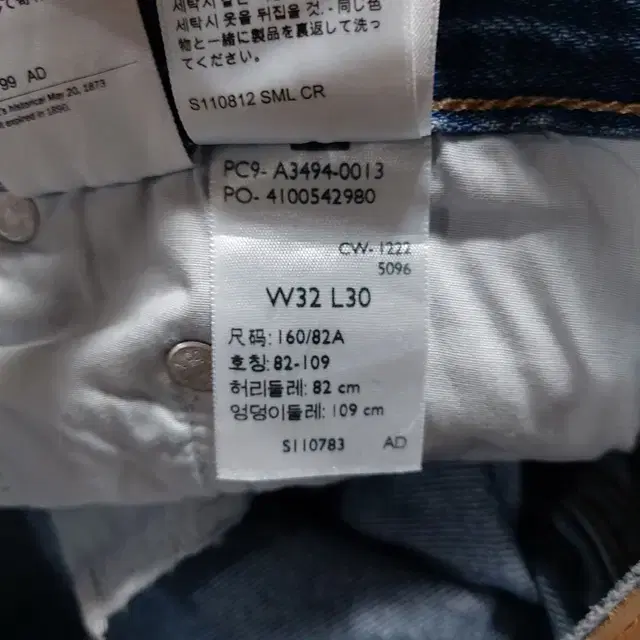 99 AD
May 20, 1873
세탁시 옷을 뒤집을 것・同じ色
物と一緒に製品を裏返して洗っ
てください。
S110812 SML CR
PC9- A3494-0013
PO- 4100542980
CW-1222
5096
W32 L30
尺码: 160/82A
호칭: 82-109
허리둘레: 82 cm
엉덩이둘레: 109 cm
S110783 AD